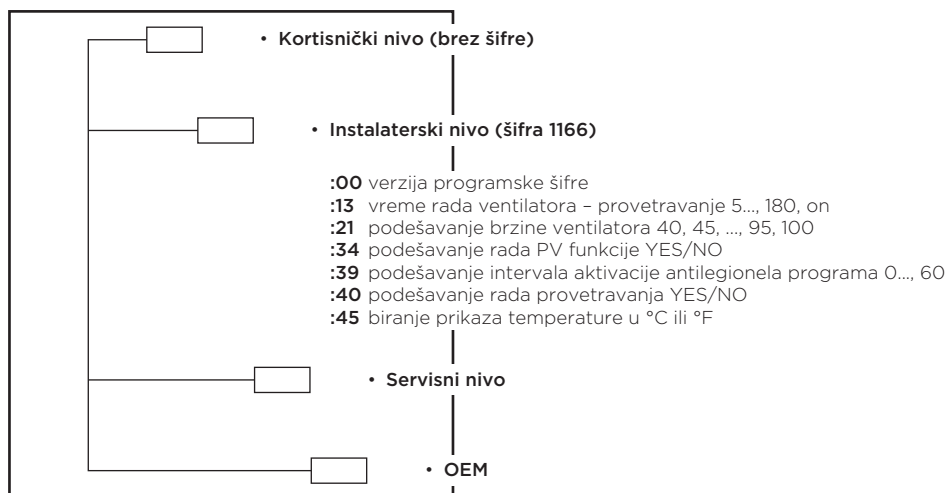 • Kortisnički nivo (brez šifre)
• Instalaterski nivo (šifra 1166)
:00 verzija programske šifre
:13 vreme rada ventilatora – provetravanje 5..., 180, on
:21 podešavanje brzine ventilatora 40, 45, ..., 95, 100
:34 podešavanje rada PV funkcije YES/NO
:39 podešavanje intervala aktivacije antilegionela programa 0..., 60
:40 podešavanje rada provetravanja YES/NO
:45 biranje prikaza temperature u °C ili °F
• Servisni nivo
• OEM